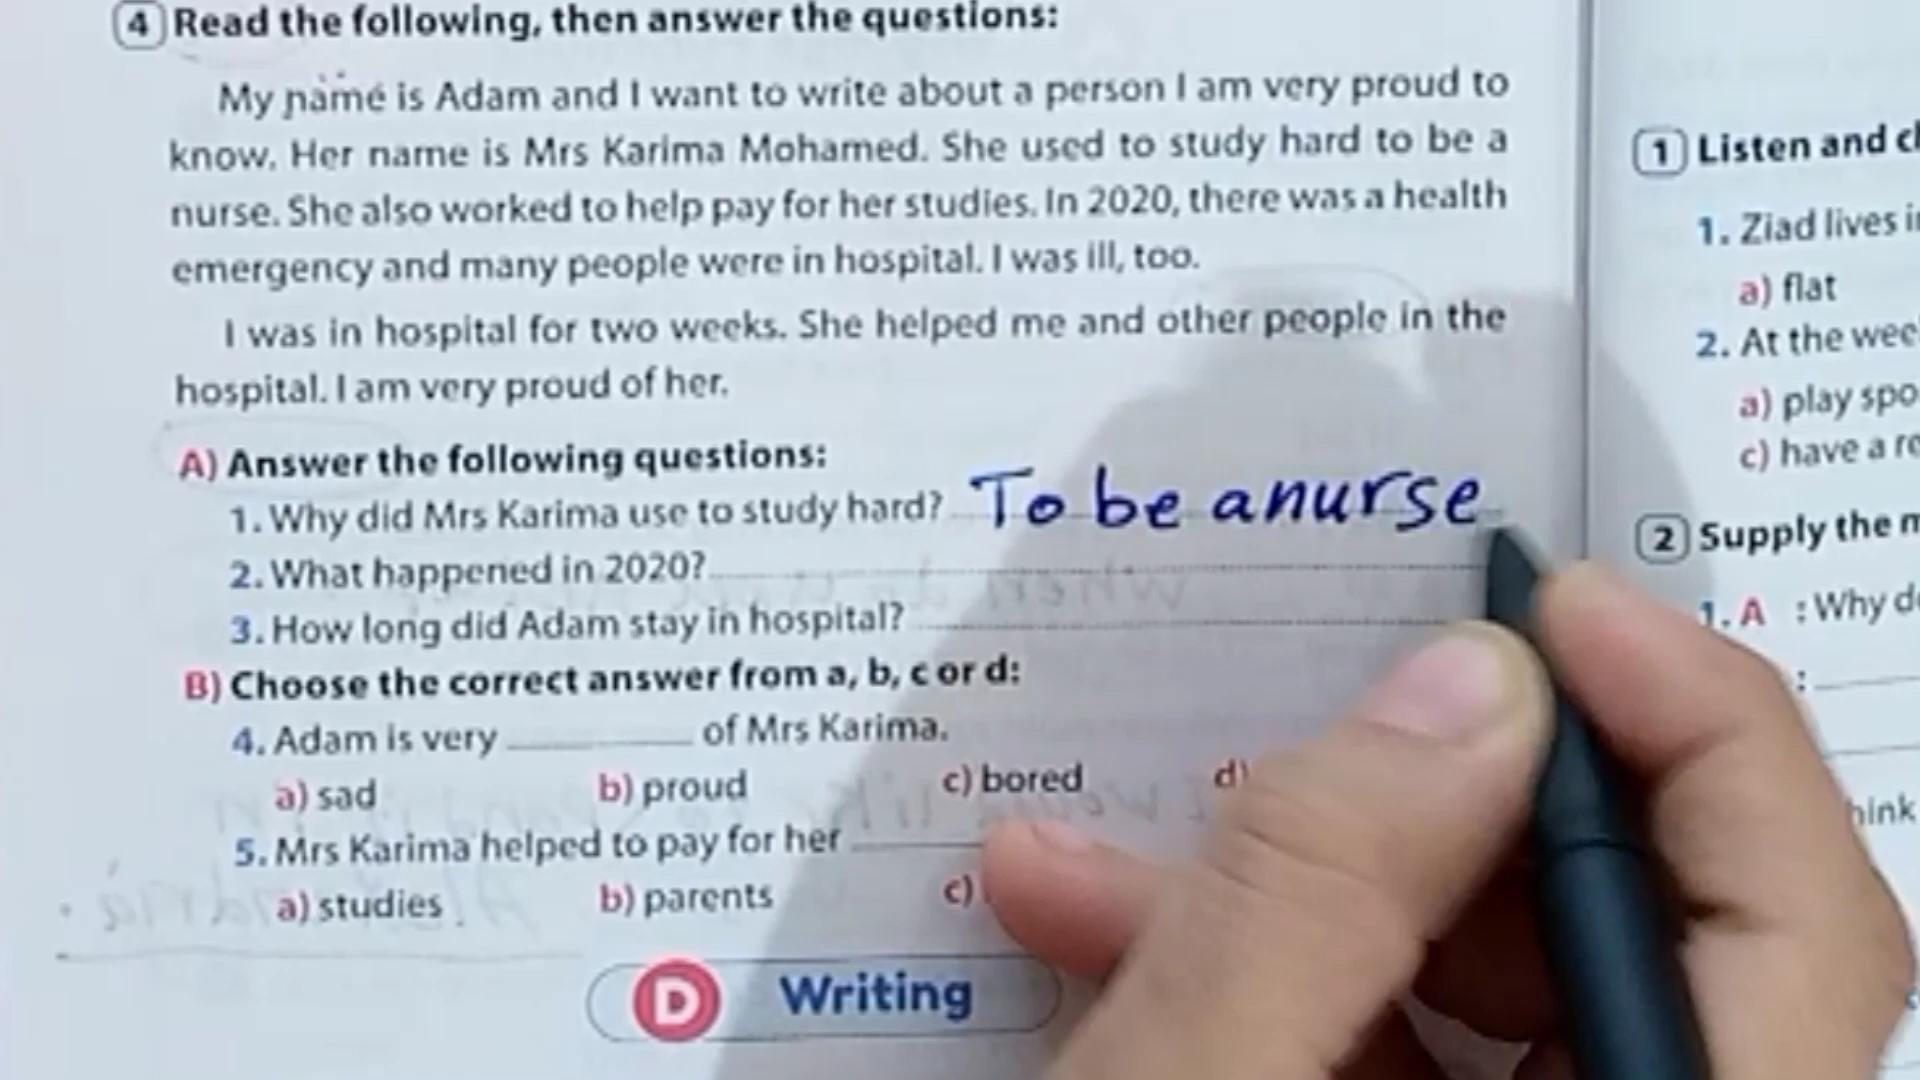 4 Read the following, then answer the questions:
My name is Adam and I want to write about a person I am very proud to
know. Her name is Mrs Karima Mohamed. She used to study hard to be a
nurse. She also worked to help pay for her studies. In 2020, there was a health
emergency and many people were in hospital. I was ill, too.
I was in hospital for two weeks. She helped me and other people in the
hospital. I am very proud of her.
A) Answer the following questions:
1. Why did Mrs Karima use to study hard? To be anurse
2. What happened in 2020?
3. How long did Adam stay in hospital?
B) Choose the correct answer from a, b, c or d:
4. Adam is very ______ of Mrs Karima.
a) sad b) proud c) bored d)
5. Mrs Karima helped to pay for her ______
a) studies b) parents c)
D Writing
1 Listen and
1. Ziad lives
a) flat
2. At the
a) play
c) have a
2 Supply the
1. A : Why
: